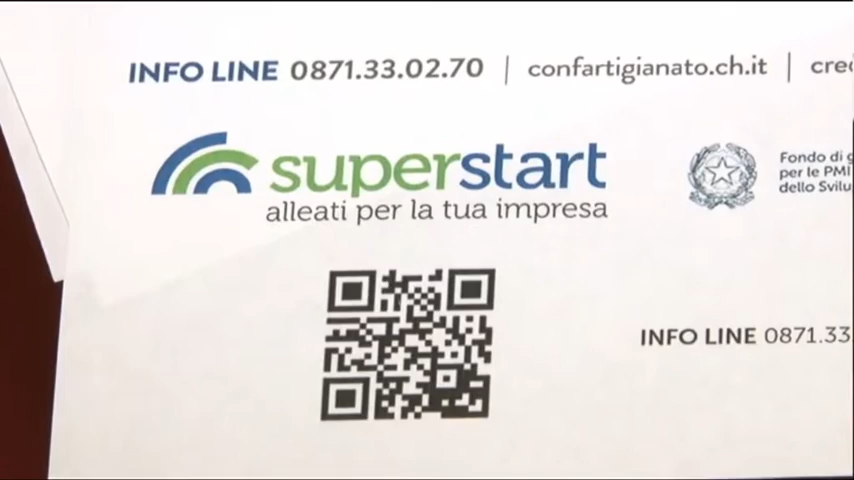 INFO LINE 0871.33.02.70 | confartigianato.ch.it |
superstart
alleati per la tua impresa
Fondo di
per le PMI
dello
INFO LINE 0871.33